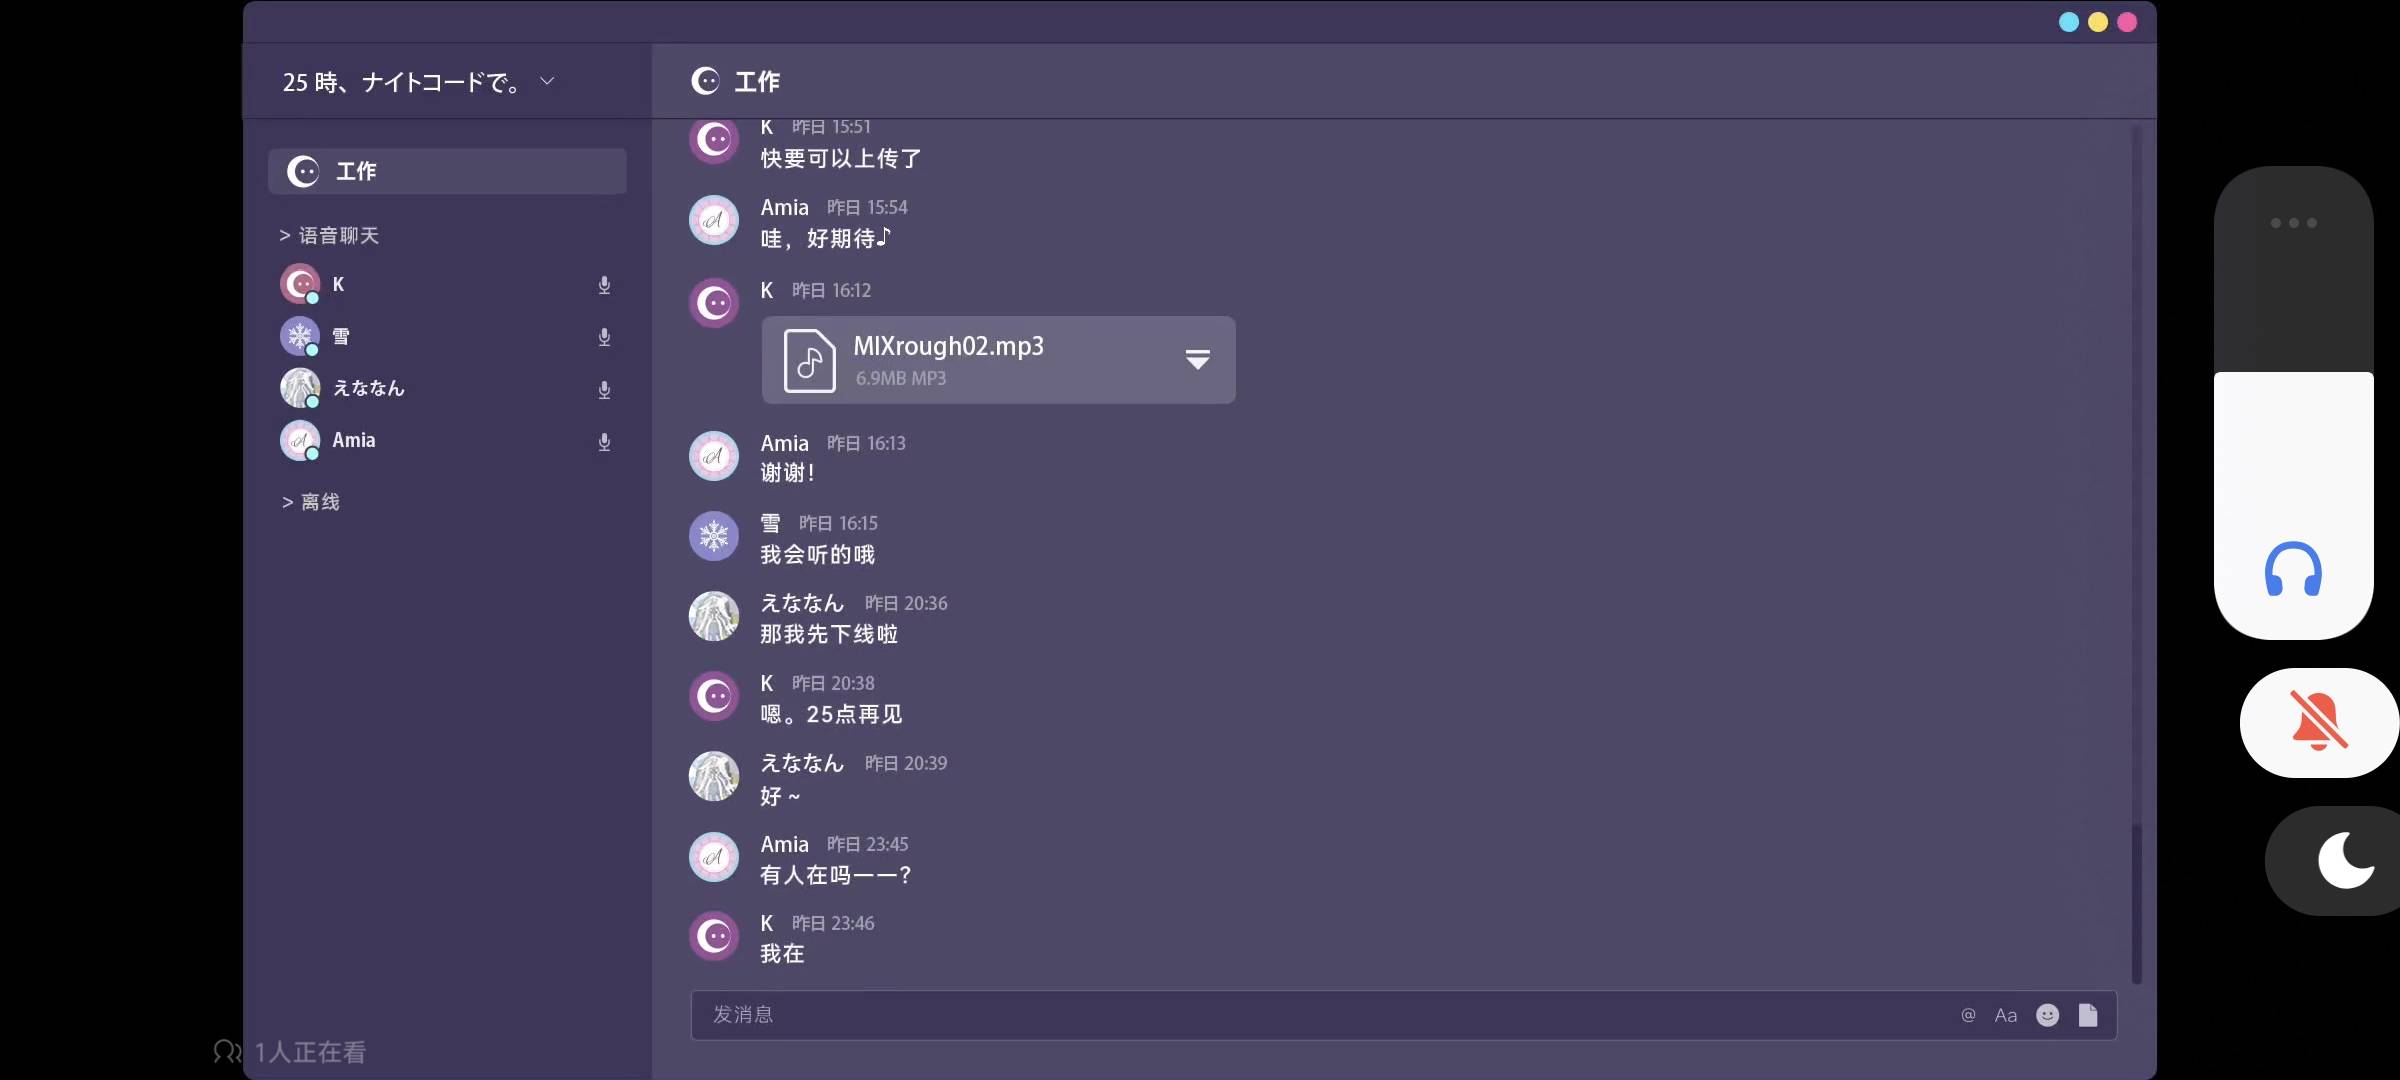 25 時、ナイトコードで。
工作
> 语音聊天
K
雪
えななん
Amia
> 离线
1人正在看
工作
K 昨日 15:51
快要可以上传了
Amia 昨日 15:54
哇，好期待♪
K 昨日 16:12
MIXrough02.mp3
6.9MB MP3
Amia 昨日 16:13
谢谢！
雪 昨日 16:15
我会听的哦
えななん 昨日 20:36
那我先下线啦
K 昨日 20:38
嗯。25点再见
えななん 昨日 20:39
好 ~
Amia 昨日 23:45
有人在吗一一？
K 昨日 23:46
我在
发消息
@ Aa